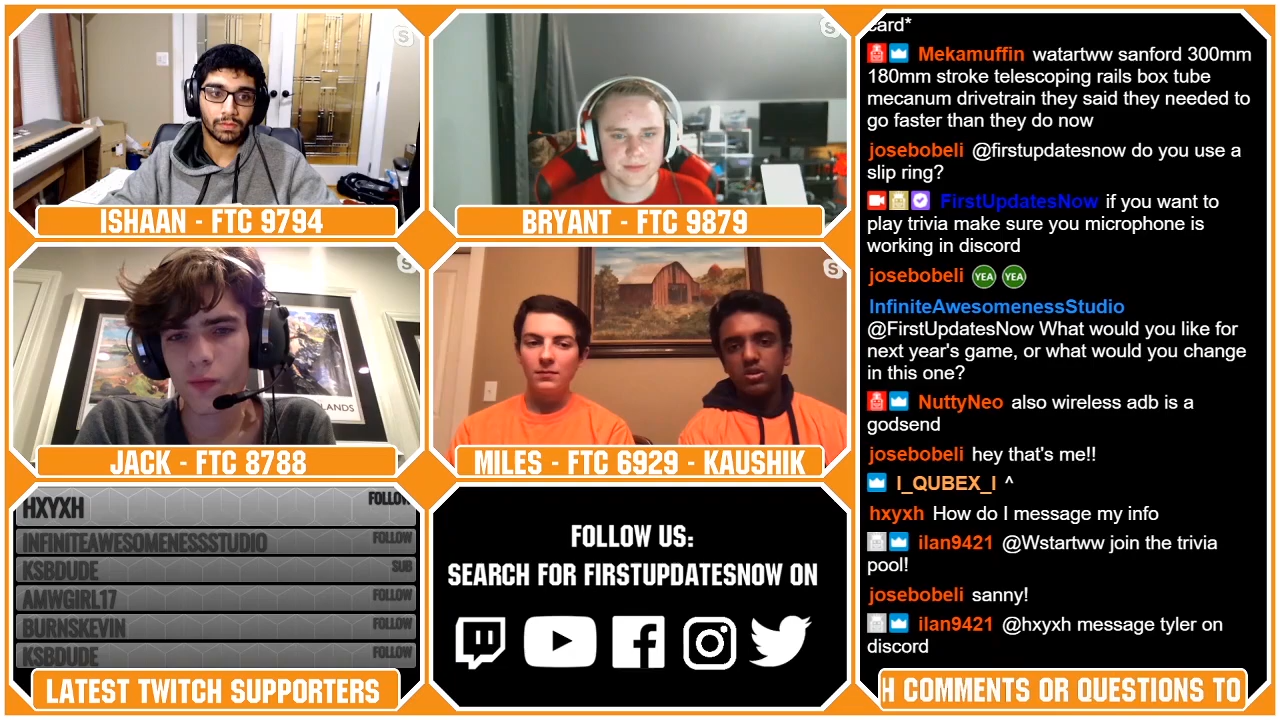 ISHAAN - FTC 9794
BRYANT - FTC 9879
LANDS
JACK - FTC 8788
MILES - FTC 6929 - KAUSHIK
HXYXH FOLLOW
INFINITEAWESOMENESSSTUDIO FOLLOW
KSBDUDE SUB
AMWGIRL17 FOLLOW
BURNSKEVIN FOLLOW
KSBDUDE FOLLOW
LATEST TWITCH SUPPORTERS
FOLLOW US:
SEARCH FOR FIRSTUPDATESNOW ON
card*
Mekamuffin watartww sanford 300mm
180mm stroke telescoping rails box tube
mecanum drivetrain they said they needed to
go faster than they do now
josebobeli @firstupdatesnow do you use a
slip ring?
FirstUpdatesNow if you want to
play trivia make sure you microphone is
working in discord
josebobeli YEA YEA
InfiniteAwesomenessStudio
@FirstUpdatesNow What would you like for
next year's game, or what would you change
in this one?
NuttyNeo also wireless adb is a
godsend
josebobeli hey that's me!!
I_QUBEX_I ^
hxyxh How do I message my info
ilan9421 @Wstartww join the trivia
pool!
josebobeli sanny!
ilan9421 @hxyxh message tyler on
discord
H COMMENTS OR QUESTIONS TO